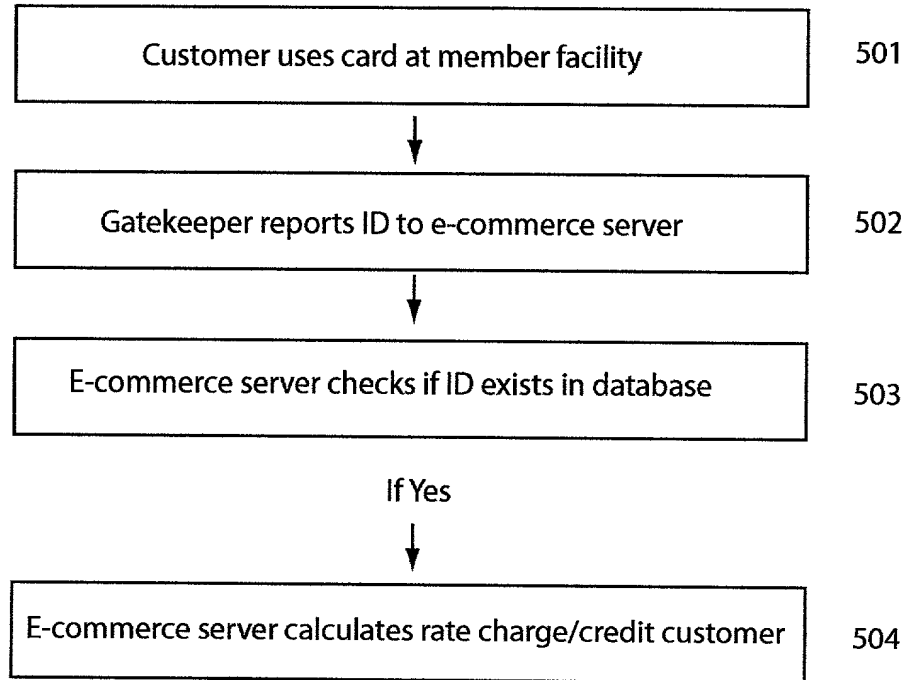 Customer uses card at member facility 501
Gatekeeper reports ID to e-commerce server 502
E-commerce server checks if ID exists in database 503
If Yes
E-commerce server calculates rate charge/credit customer 504